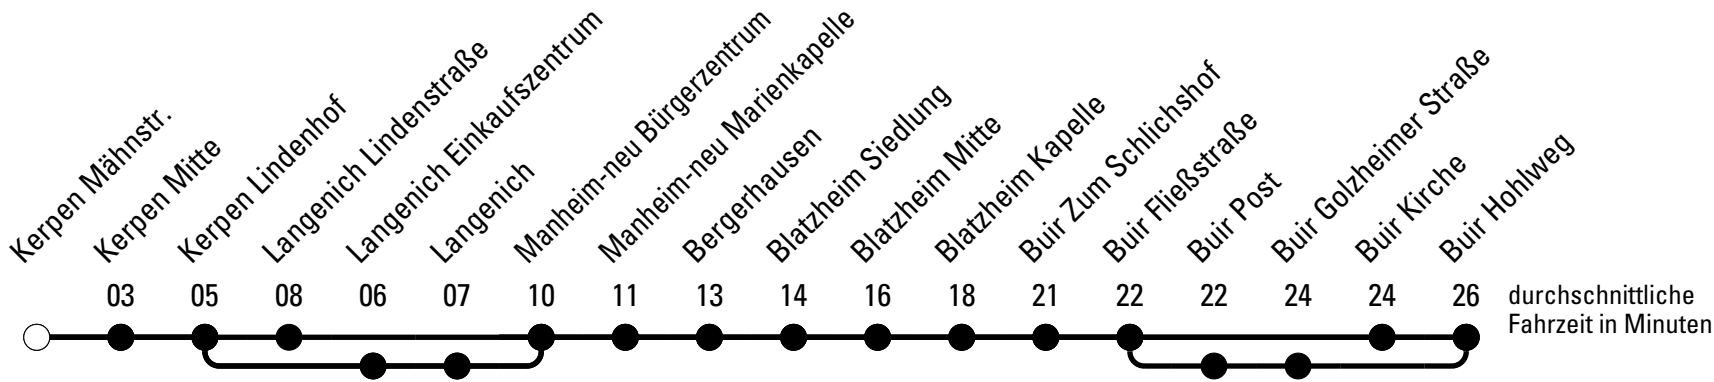 Kerpen Mähnstr.
Kerpen Mitte
Kerpen Lindenhof
Langenich Lindenstraße
Langenich Einkaufszentrum
Langenich
Manheim-neu Bürgerzentrum
Manheim-neu Marienkapelle
Bergerhausen
Blatzheim Siedlung
Blatzheim Mitte
Blatzheim Kapelle
Buir Zum Schlichshof
Buir Fließstraße
Buir Post
Buir Golzheimer Straße
Buir Kirche
Buir Hohlweg
03 05 08 06 07 10 11 13 14 16 18 21 22 22 24 24 26
durchschnittliche
Fahrzeit in Minuten